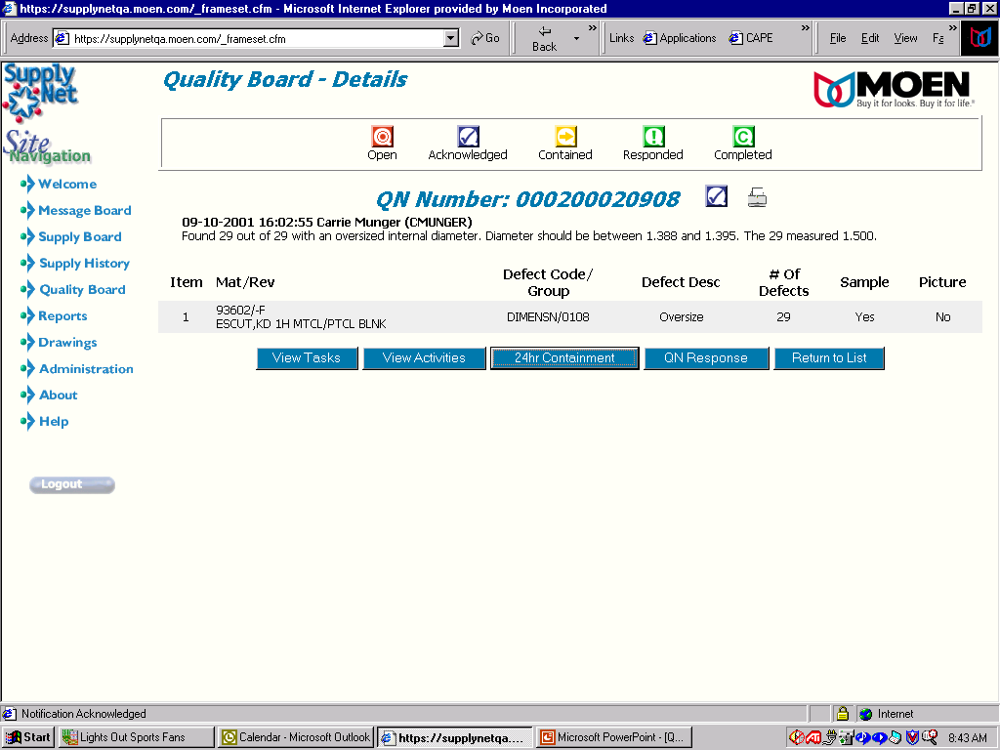 https://supplynetqa.moen.com/_frameset.cfm - Microsoft Internet Explorer provided by Moen Incorporated
Address https://supplynetqa.moen.com/_frameset.cfm Go Back » Links Applications CAPE » File Edit View Fa »
Supply Net
Quality Board - Details
MOEN
Buy it for looks. Buy it for life.®
Site Navigation
Open Acknowledged Contained Responded Completed
Welcome
Message Board
Supply Board
Supply History
Quality Board
Reports
Drawings
Administration
About
Help
Logout
QN Number: 000200020908
09-10-2001 16:02:55 Carrie Munger (CMUNGER)
Found 29 out of 29 with an oversized internal diameter. Diameter should be between 1.388 and 1.395. The 29 measured 1.500.
Item Mat/Rev Defect Code/ Group Defect Desc # Of Defects Sample Picture
1 93602/-F DIMENSN/0108 Oversize 29 Yes No
ESCUT,KD 1H MTCL/PTCL BLNK
View Tasks View Activities 24hr Containment QN Response Return to List
Notification Acknowledged Internet
Start Lights Out Sports Fans Calendar - Microsoft Outlook https://supplynetqa.... Microsoft PowerPoint - [Q... 8:43 AM